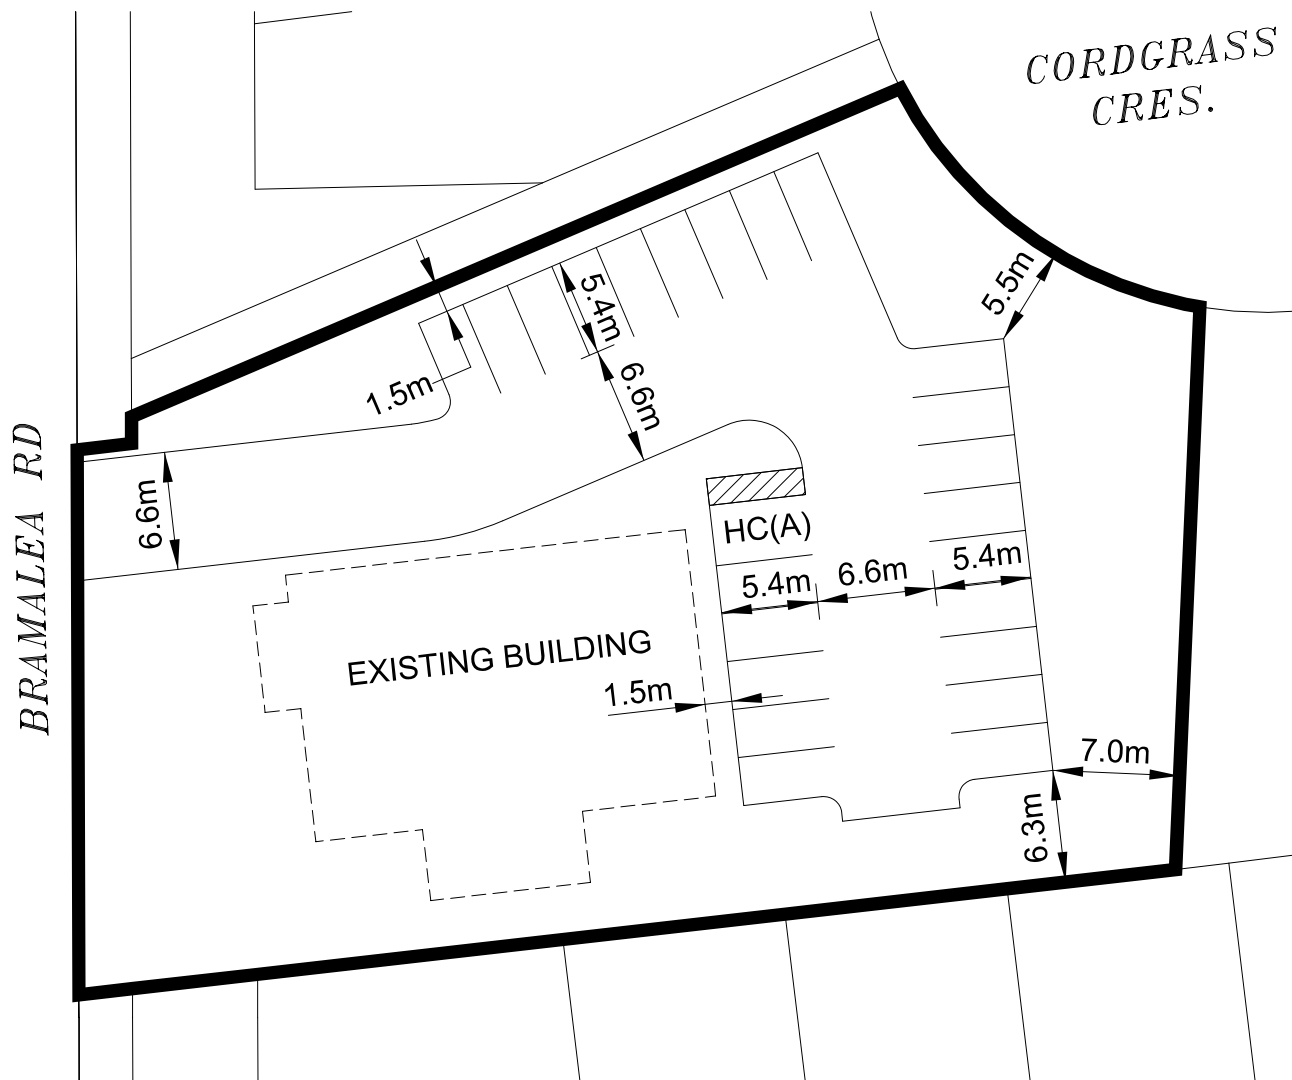 CORDGRASS
CRES.
5.5m
5.4m
6.6m
1.5m
BRAMALEA RD
6.6m
HC(A)
5.4m
6.6m
5.4m
EXISTING BUILDING
1.5m
7.0m
6.3m